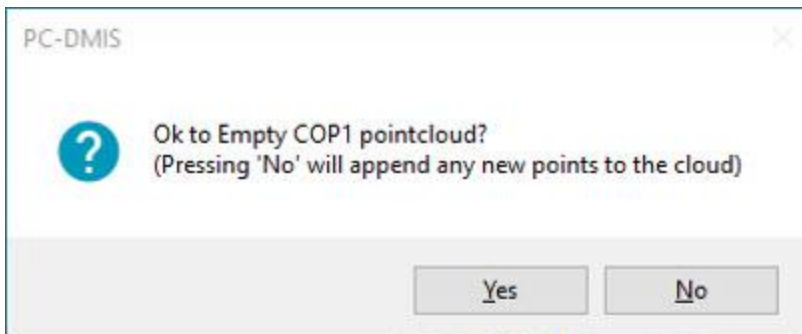 PC-DMIS
Ok to Empty COP1 pointcloud?
(Pressing 'No' will append any new points to the cloud)
Yes
No